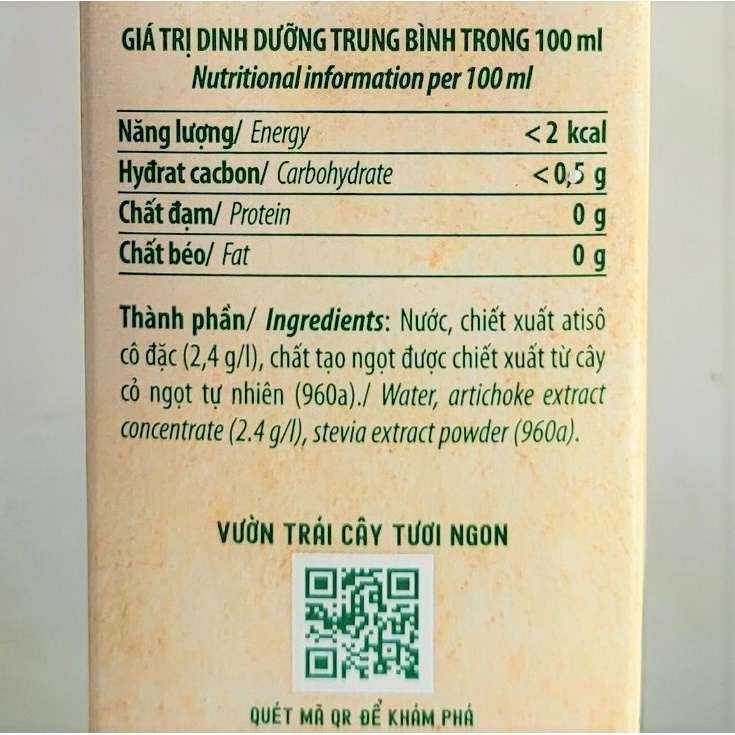 GIÁ TRỊ DINH DƯỠNG TRUNG BÌNH TRONG 100 ml
Nutritional information per 100 ml
Năng lượng/ Energy <2 kcal
Hyđrat cacbon/ Carbohydrate <0,5 g
Chất đạm/ Protein 0 g
Chất béo/ Fat 0 g
Thành phần/ Ingredients: Nước, chiết xuất atisô
cô đặc (2,4 g/l), chất tạo ngọt được chiết xuất từ cây
cỏ ngọt tự nhiên (960a)./ Water, artichoke extract
concentrate (2.4 g/l), stevia extract powder (960a).
VƯỜN TRÁI CÂY TƯƠI NGON
QUÉT MÃ QR ĐỂ KHÁM PHÁ